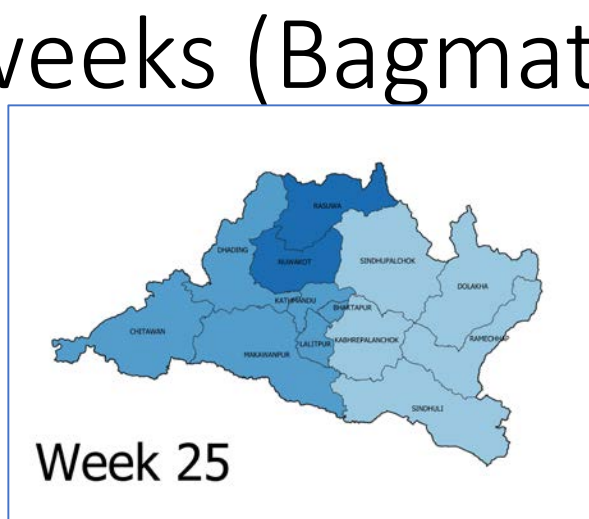 weeks (Bagmat
RASUWA
DHADING
NUWAKOT
SINDHUPALCHOK
DOLAKHA
KATHMANDU
BHAKTAPUR
CHITAWAN
LALITPUR
KABHREPALANCHOK
RAMECHHAP
MAKAWANPUR
SINDHULI
Week 25